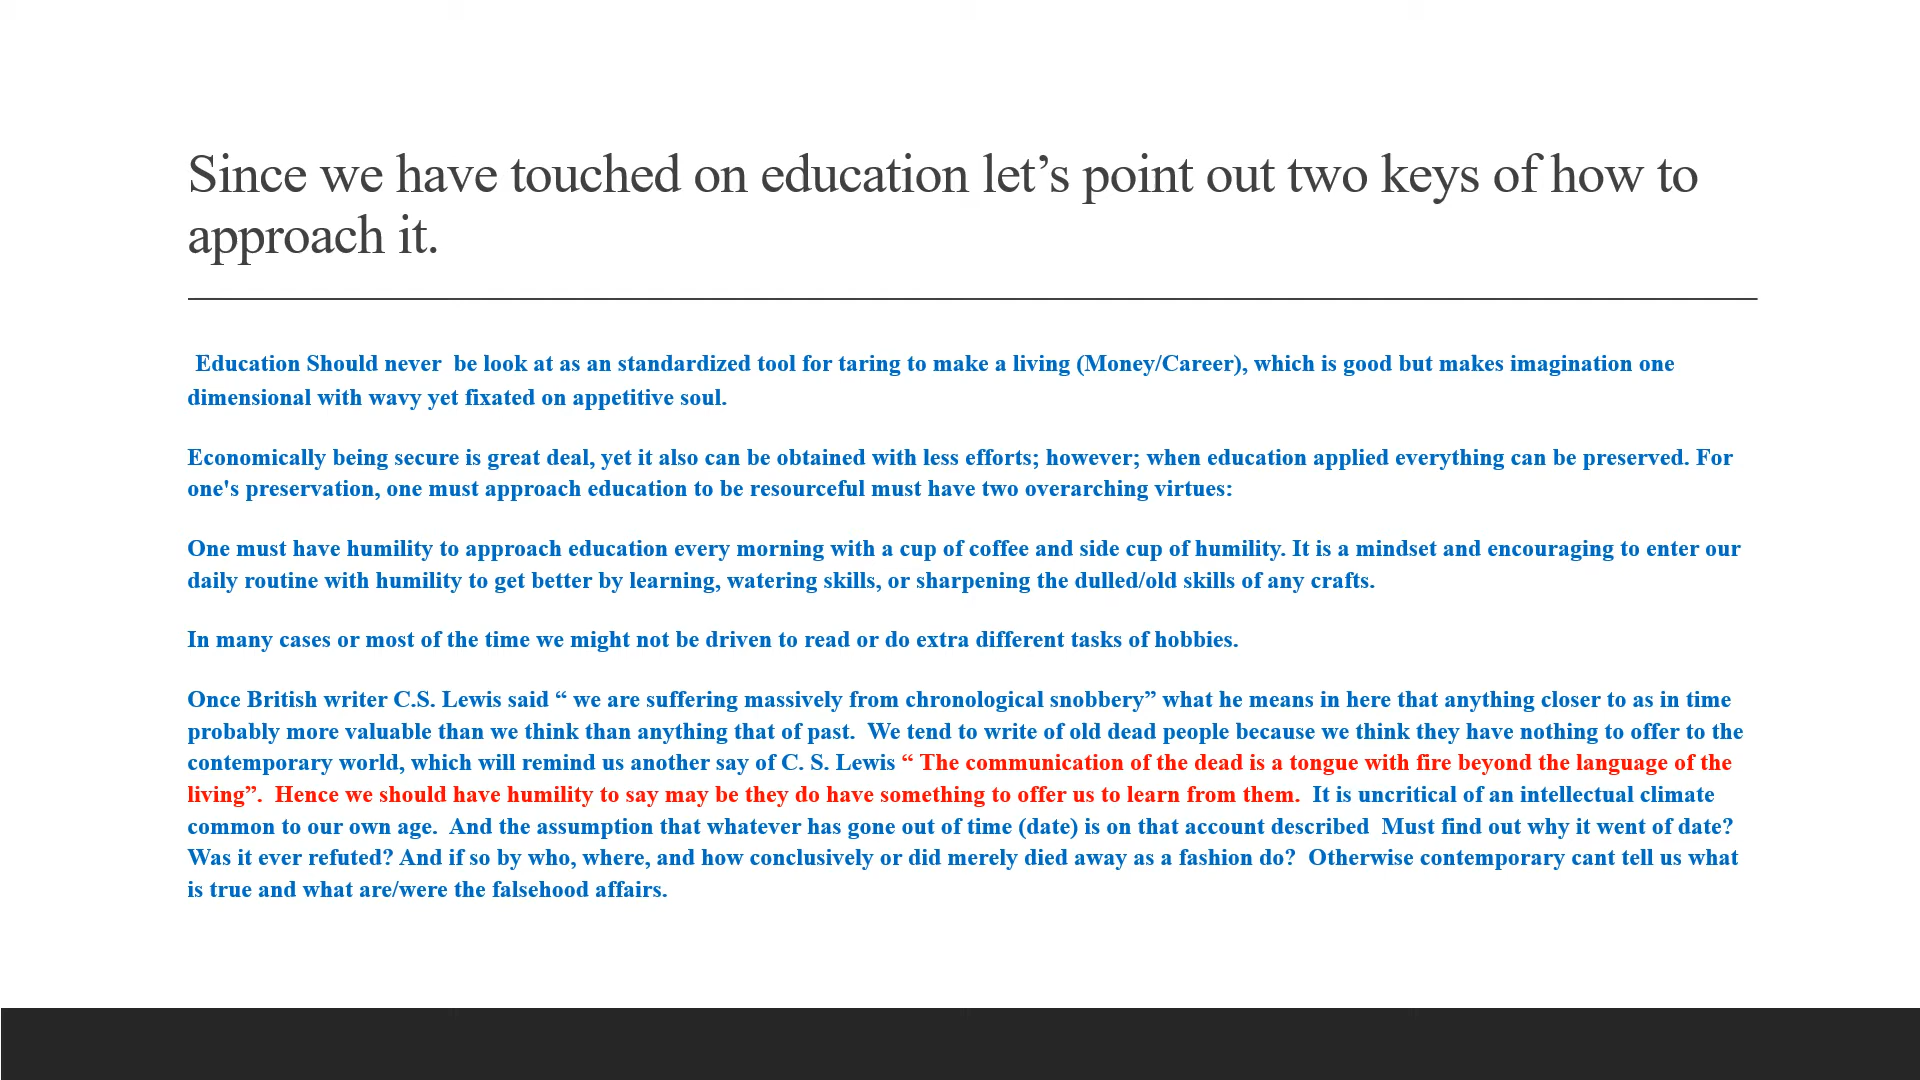 Since we have touched on education let’s point out two keys of how to
approach it.
Education Should never  be look at as an standardized tool for taring to make a living (Money/Career), which is good but makes imagination one
dimensional with wavy yet fixated on appetitive soul.
Economically being secure is great deal, yet it also can be obtained with less efforts; however; when education applied everything can be preserved. For
one's preservation, one must approach education to be resourceful must have two overarching virtues:
One must have humility to approach education every morning with a cup of coffee and side cup of humility. It is a mindset and encouraging to enter our
daily routine with humility to get better by learning, watering skills, or sharpening the dulled/old skills of any crafts.
In many cases or most of the time we might not be driven to read or do extra different tasks of hobbies.
Once British writer C.S. Lewis said “ we are suffering massively from chronological snobbery” what he means in here that anything closer to as in time
probably more valuable than we think than anything that of past.  We tend to write of old dead people because we think they have nothing to offer to the
contemporary world, which will remind us another say of C. S. Lewis “ The communication of the dead is a tongue with fire beyond the language of the
living”.  Hence we should have humility to say may be they do have something to offer us to learn from them.  It is uncritical of an intellectual climate
common to our own age.  And the assumption that whatever has gone out of time (date) is on that account described  Must find out why it went of date?
Was it ever refuted? And if so by who, where, and how conclusively or did merely died away as a fashion do?  Otherwise contemporary cant tell us what
is true and what are/were the falsehood affairs.